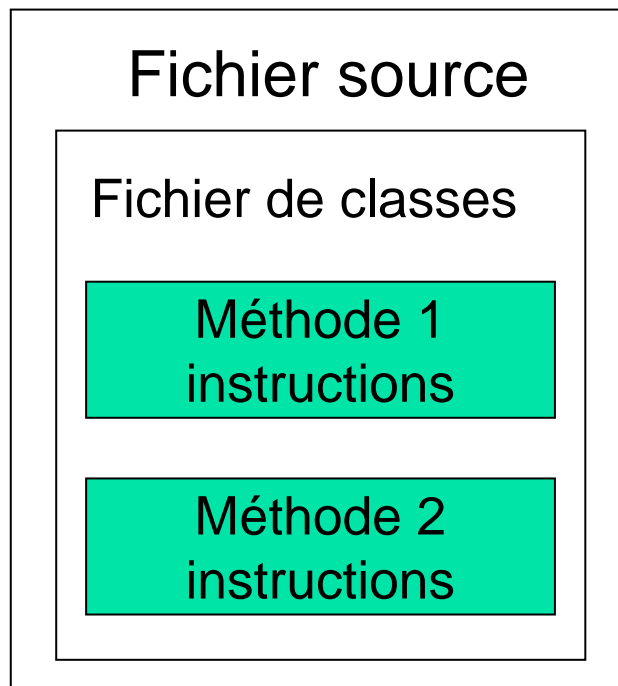 Fichier source
Fichier de classes
Méthode 1
instructions
Méthode 2
instructions